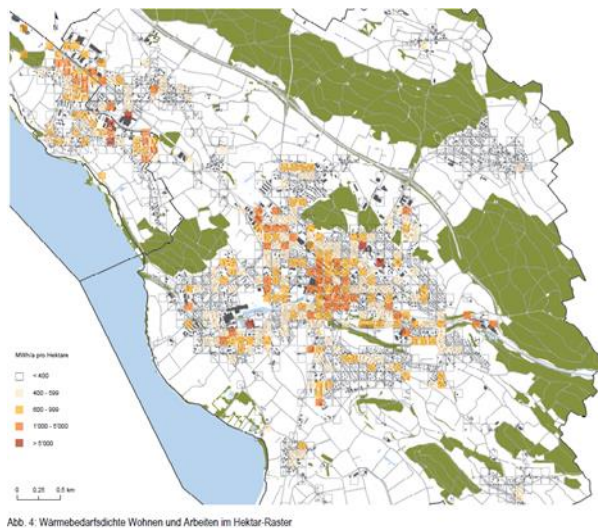 MWh/a pro Hektare
< 400
400 - 599
600 - 999
1'000 - 5'000
> 5'000
0 0,25 0,5 km
Abb. 4: Wärmebedarfsdichte Wohnen und Arbeiten im Hektar-Raster